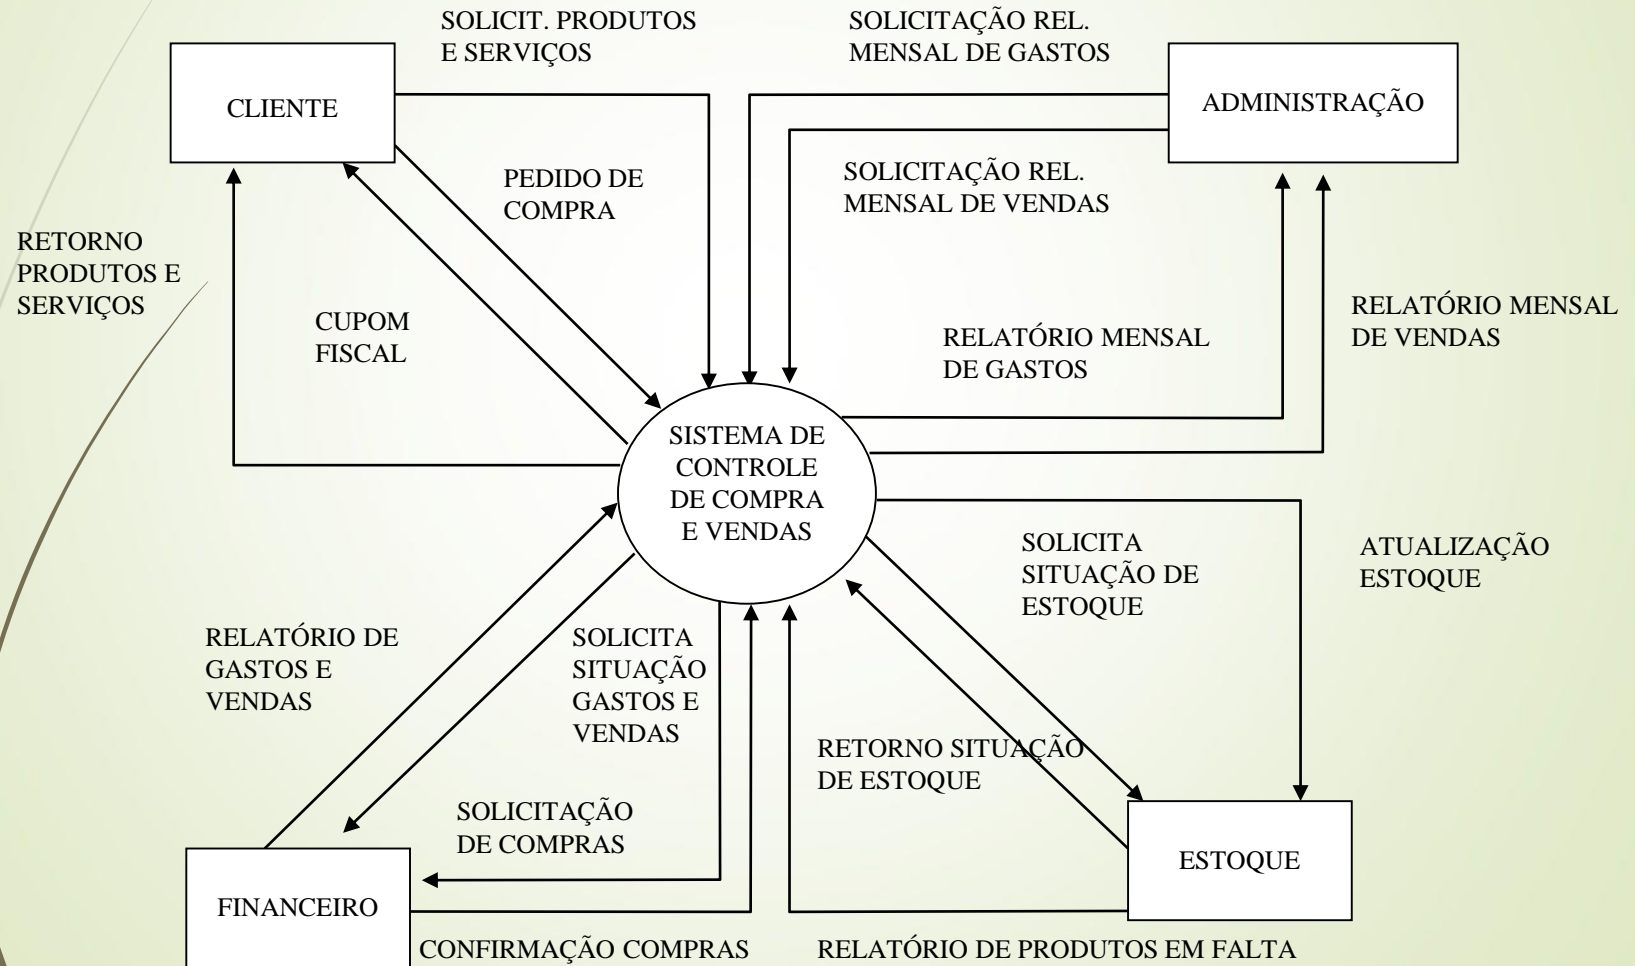 SOLICIT. PRODUTOS
E SERVIÇOS
SOLICITAÇÃO REL.
MENSAL DE GASTOS
CLIENTE
ADMINISTRAÇÃO
PEDIDO DE
COMPRA
SOLICITAÇÃO REL.
MENSAL DE VENDAS
RETORNO
PRODUTOS E
SERVIÇOS
CUPOM
FISCAL
RELATÓRIO MENSAL
DE GASTOS
RELATÓRIO MENSAL
DE VENDAS
SISTEMA DE
CONTROLE
DE COMPRA
E VENDAS
SOLICITA
SITUAÇÃO DE
ESTOQUE
ATUALIZAÇÃO
ESTOQUE
RELATÓRIO DE
GASTOS E
VENDAS
SOLICITA
SITUAÇÃO
GASTOS E
VENDAS
RETORNO SITUAÇÃO
DE ESTOQUE
SOLICITAÇÃO
DE COMPRAS
ESTOQUE
FINANCEIRO
CONFIRMAÇÃO COMPRAS
RELATÓRIO DE PRODUTOS EM FALTA